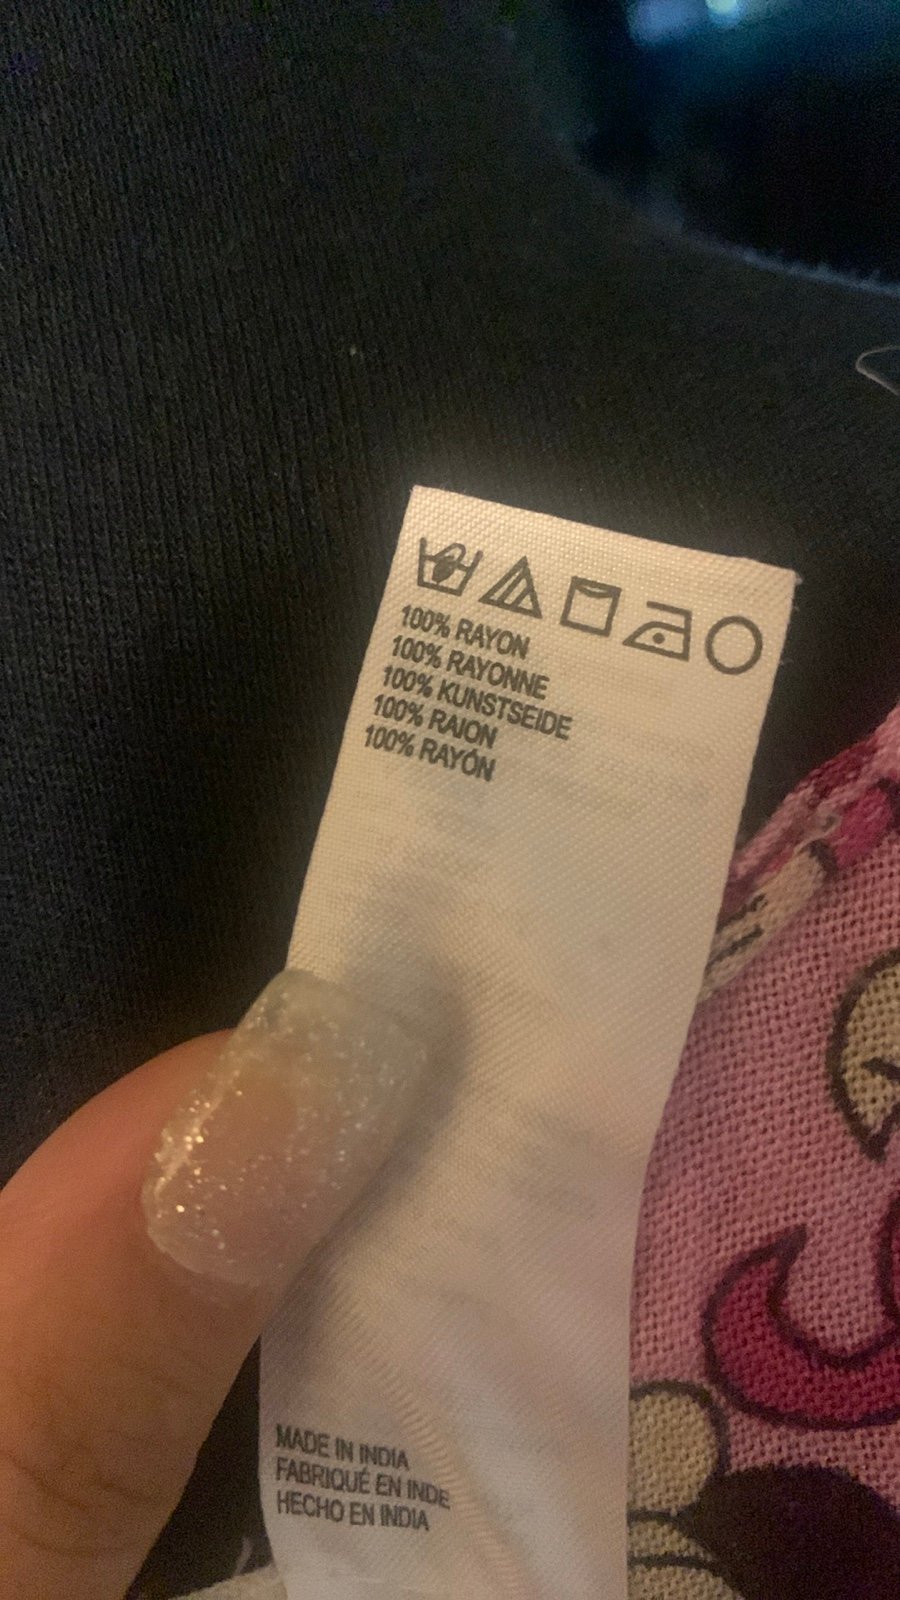 100% RAYON
100% RAYONNE
100% KUNSTSEIDE
100% RAION
100% RAYÓN
MADE IN INDIA
FABRIQUÉ EN INDE
HECHO EN INDIA